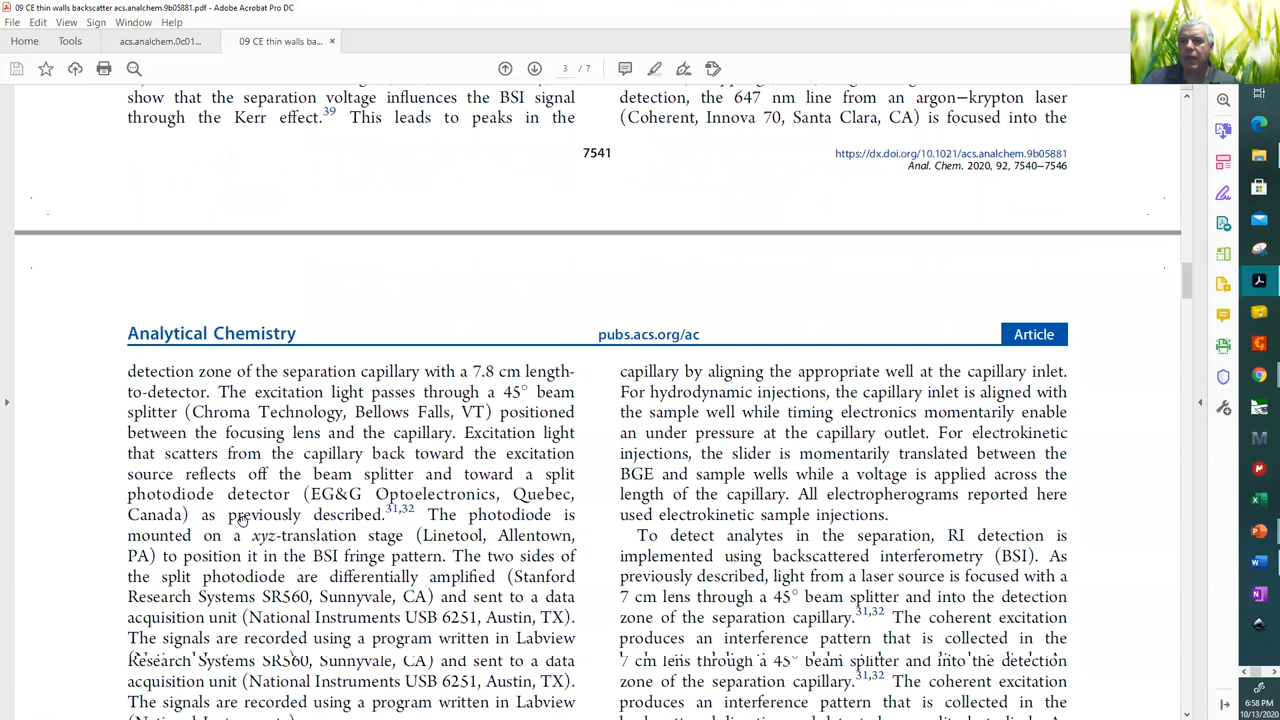 09 CE thin walls backscatter acs.analchem.9b05881.pdf - Adobe Acrobat Pro DC
File Edit View Sign Window Help
Home Tools acs.analchem.0c01... 09 CE thin walls ba... ×
3 / 7
show that the separation voltage influences the BSI signal
through the Kerr effect.39 This leads to peaks in the
detection, the 647 nm line from an argon−krypton laser
(Coherent, Innova 70, Santa Clara, CA) is focused into the
7541
https://dx.doi.org/10.1021/acs.analchem.9b05881
Anal. Chem. 2020, 92, 7540−7546
Analytical Chemistry
pubs.acs.org/ac
Article
detection zone of the separation capillary with a 7.8 cm length-
to-detector. The excitation light passes through a 45° beam
splitter (Chroma Technology, Bellows Falls, VT) positioned
between the focusing lens and the capillary. Excitation light
that scatters from the capillary back toward the excitation
source reflects off the beam splitter and toward a split
photodiode detector (EG&G Optoelectronics, Quebec,
Canada) as previously described.31,32 The photodiode is
mounted on a xyz-translation stage (Linetool, Allentown,
PA) to position it in the BSI fringe pattern. The two sides of
the split photodiode are differentially amplified (Stanford
Research Systems SR560, Sunnyvale, CA) and sent to a data
acquisition unit (National Instruments USB 6251, Austin, TX).
The signals are recorded using a program written in Labview
Research Systems SR560, Sunnyvale, CA) and sent to a data
acquisition unit (National Instruments USB 6251, Austin, TX).
The signals are recorded using a program written in Labview
capillary by aligning the appropriate well at the capillary inlet.
For hydrodynamic injections, the capillary inlet is aligned with
the sample well while timing electronics momentarily enable
an under pressure at the capillary outlet. For electrokinetic
injections, the slider is momentarily translated between the
BGE and sample wells while a voltage is applied across the
length of the capillary. All electropherograms reported here
used electrokinetic sample injections.
To detect analytes in the separation, RI detection is
implemented using backscattered interferometry (BSI). As
previously described, light from a laser source is focused with a
7 cm lens through a 45° beam splitter and into the detection
zone of the separation capillary.31,32 The coherent excitation
produces an interference pattern that is collected in the
7 cm lens through a 45° beam splitter and into the detection
zone of the separation capillary.31,32 The coherent excitation
produces an interference pattern that is collected in the
6:58 PM
10/13/2020